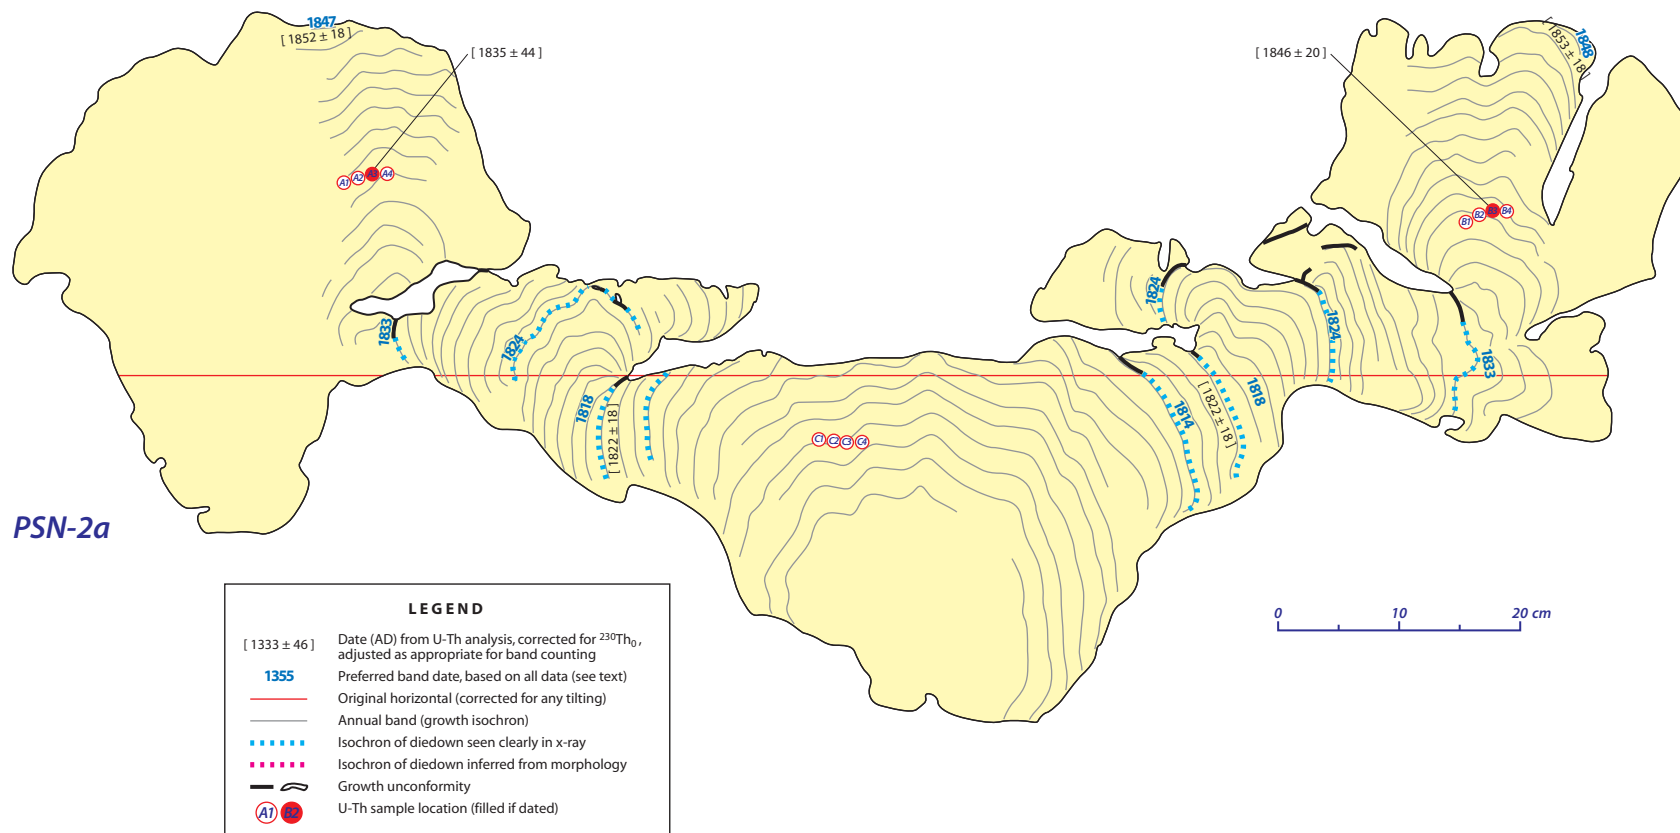 1847
[ 1852 ± 18 ]
[ 1835 ± 44 ]
[ 1846 ± 20 ]
[ 1853 ± 18 ]
1848
A1 A2 A3 A4
B1 B2 B3 B4
1833
1824
1818
[ 1822 ± 18 ]
C1 C2 C3 C4
1824
1814
[ 1822 ± 18 ]
1818
1824
1833
PSN-2a
0 10 20 cm
LEGEND
[ 1333 ± 46 ] Date (AD) from U-Th analysis, corrected for ²³⁰Th₀,
adjusted as appropriate for band counting
1355 Preferred band date, based on all data (see text)
Original horizontal (corrected for any tilting)
Annual band (growth isochron)
Isochron of diedown seen clearly in x-ray
Isochron of diedown inferred from morphology
Growth unconformity
A1 B2 U-Th sample location (filled if dated)